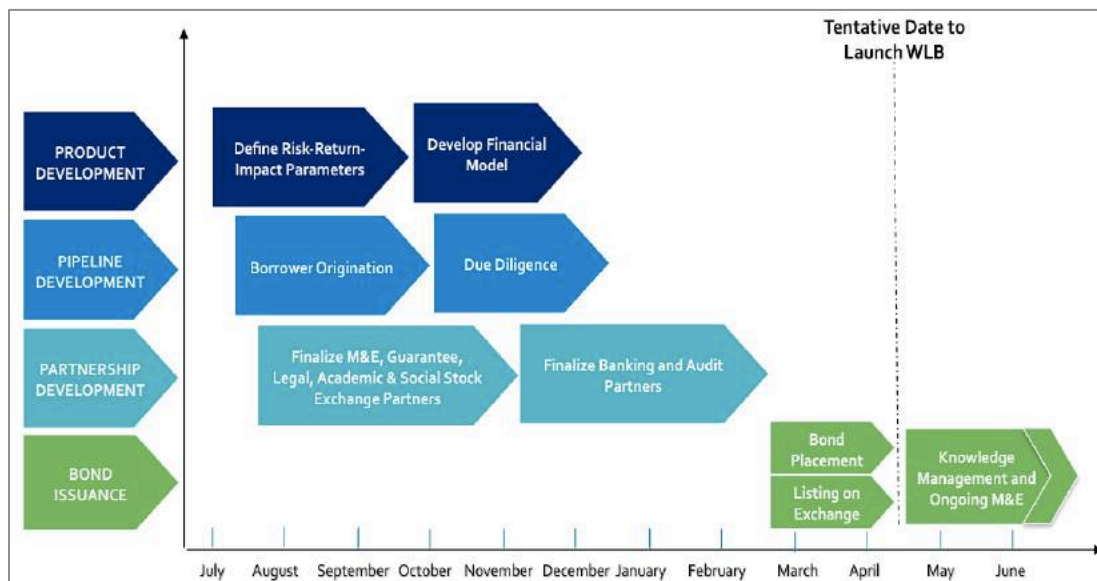 Tentative Date to
Launch WLB
PRODUCT
DEVELOPMENT
Define Risk-Return-
Impact Parameters
Develop Financial
Model
PIPELINE
DEVELOPMENT
Borrower Origination
Due Diligence
PARTNERSHIP
DEVELOPMENT
Finalize M&E, Guarantee,
Legal, Academic & Social Stock
Exchange Partners
Finalize Banking and Audit
Partners
BOND
ISSUANCE
Bond
Placement
Listing on
Exchange
Knowledge
Management and
Ongoing M&E
July August September October November December January February March April May June